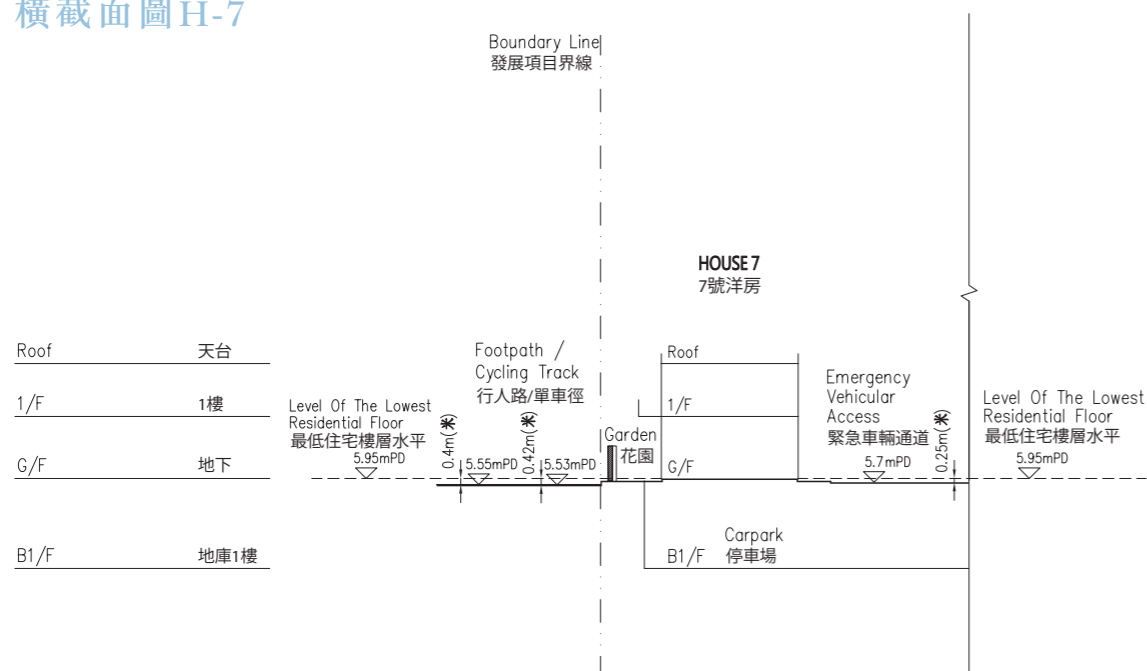 橫截面圖H-7
Boundary Line
發展項目界線
HOUSE 7
7號洋房
Roof 天台
1/F 1樓
G/F 地下
B1/F 地庫1樓
Level Of The Lowest
Residential Floor
最低住宅樓層水平
5.95mPD
0.4m(米)
5.55mPD
Footpath /
Cycling Track
行人路/單車徑
0.42m(米)
5.53mPD
Garden
花園
Roof
1/F
G/F
B1/F
Carpark
停車場
Emergency
Vehicular
Access
緊急車輛通道
5.7mPD
0.25m(米)
Level Of The Lowest
Residential Floor
最低住宅樓層水平
5.95mPD